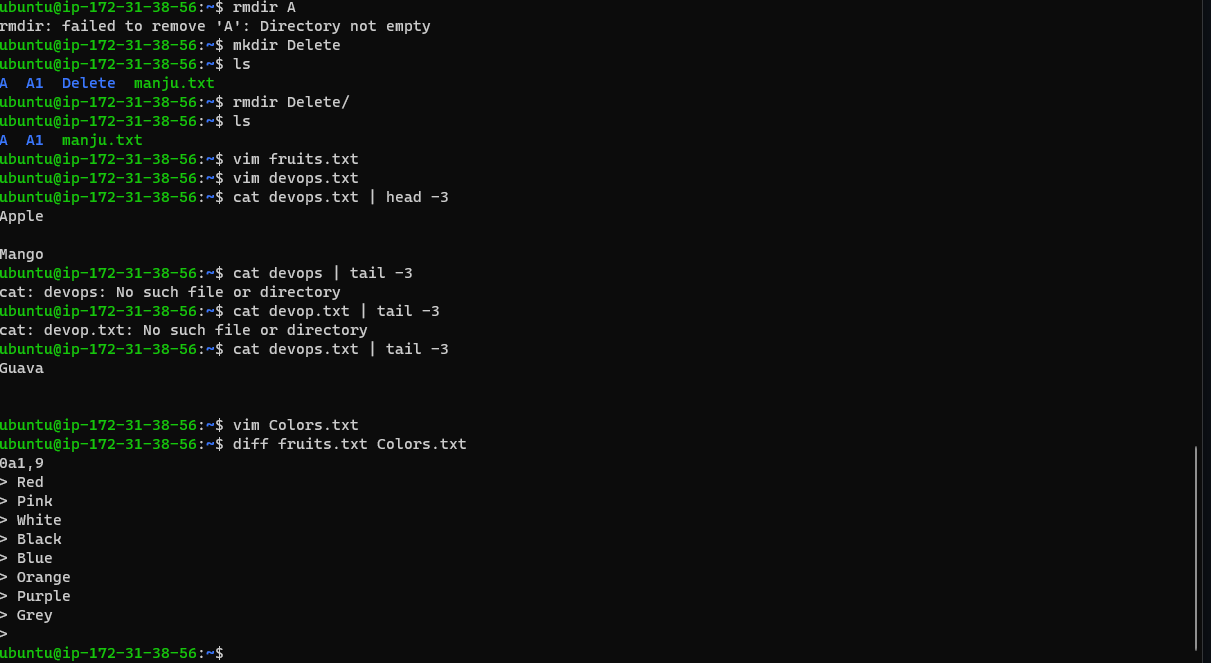 ubuntu@ip-172-31-38-56:~$ rmdir A
rmdir: failed to remove 'A': Directory not empty
ubuntu@ip-172-31-38-56:~$ mkdir Delete
ubuntu@ip-172-31-38-56:~$ ls
A  A1  Delete  manju.txt
ubuntu@ip-172-31-38-56:~$ rmdir Delete/
ubuntu@ip-172-31-38-56:~$ ls
A  A1  manju.txt
ubuntu@ip-172-31-38-56:~$ vim fruits.txt
ubuntu@ip-172-31-38-56:~$ vim devops.txt
ubuntu@ip-172-31-38-56:~$ cat devops.txt | head -3
Apple

Mango
ubuntu@ip-172-31-38-56:~$ cat devops | tail -3
cat: devops: No such file or directory
ubuntu@ip-172-31-38-56:~$ cat devop.txt | tail -3
cat: devop.txt: No such file or directory
ubuntu@ip-172-31-38-56:~$ cat devops.txt | tail -3
Guava


ubuntu@ip-172-31-38-56:~$ vim Colors.txt
ubuntu@ip-172-31-38-56:~$ diff fruits.txt Colors.txt
0a1,9
> Red
> Pink
> White
> Black
> Blue
> Orange
> Purple
> Grey
>
ubuntu@ip-172-31-38-56:~$